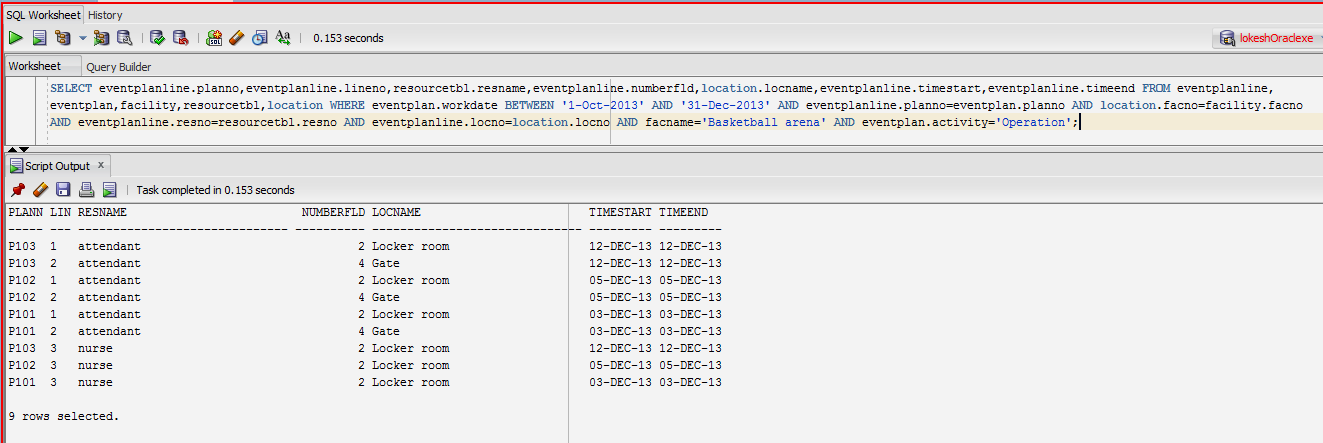 SQL Worksheet History
0.153 seconds
lokeshOraclexe
Worksheet Query Builder
SELECT eventplanline.planno,eventplanline.lineno,resourcetbl.resname,eventplanline.numberfld,location.locname,eventplanline.timestart,eventplanline.timeend FROM eventplanline,
eventplan,facility,resourcetbl,location WHERE eventplan.workdate BETWEEN '1-Oct-2013' AND '31-Dec-2013' AND eventplanline.planno=eventplan.planno AND location.facno=facility.facno
AND eventplanline.resno=resourcetbl.resno AND eventplanline.locno=location.locno AND facname='Basketball arena' AND eventplan.activity='Operation';
Script Output x
Task completed in 0.153 seconds
PLANN LIN RESNAME NUMBERFLD LOCNAME TIMESTART TIMEEND
----- --- ------------------------------ ---------- ------------------------------ --------- ---------
P103 1 attendant 2 Locker room 12-DEC-13 12-DEC-13
P103 2 attendant 4 Gate 12-DEC-13 12-DEC-13
P102 1 attendant 2 Locker room 05-DEC-13 05-DEC-13
P102 2 attendant 4 Gate 05-DEC-13 05-DEC-13
P101 1 attendant 2 Locker room 03-DEC-13 03-DEC-13
P101 2 attendant 4 Gate 03-DEC-13 03-DEC-13
P103 3 nurse 2 Locker room 12-DEC-13 12-DEC-13
P102 3 nurse 2 Locker room 05-DEC-13 05-DEC-13
P101 3 nurse 2 Locker room 03-DEC-13 03-DEC-13
9 rows selected.